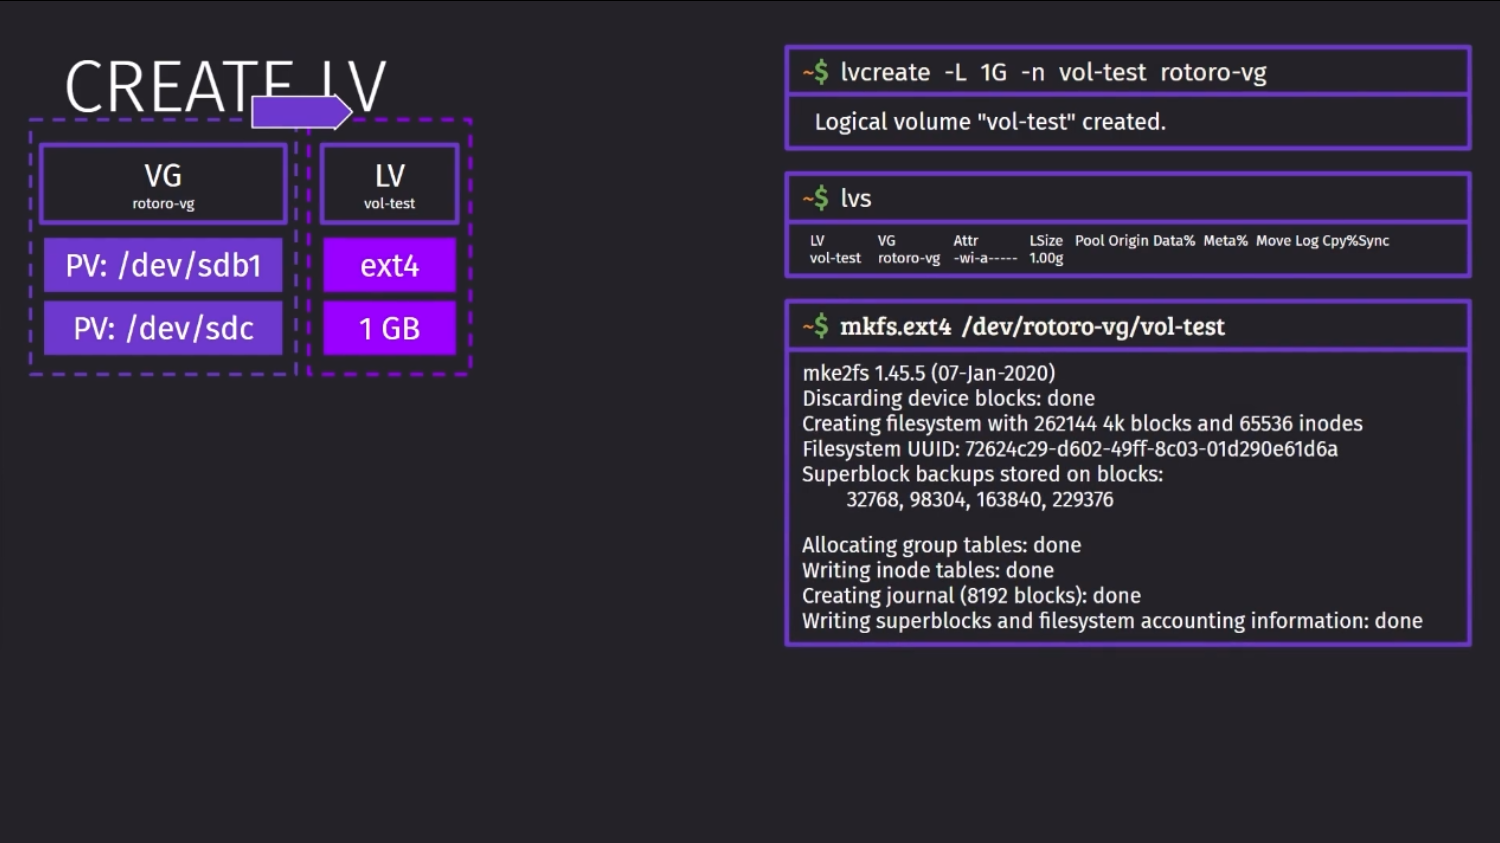 CREATE LV
VG
rotoro-vg
PV: /dev/sdb1
PV: /dev/sdc
LV
vol-test
ext4
1 GB
~$ lvcreate -L 1G -n vol-test rotoro-vg
Logical volume "vol-test" created.
~$ lvs
LV VG Attr LSize Pool Origin Data% Meta% Move Log Cpy%Sync
vol-test rotoro-vg -wi-a----- 1.00g
~$ mkfs.ext4 /dev/rotoro-vg/vol-test
mke2fs 1.45.5 (07-Jan-2020)
Discarding device blocks: done
Creating filesystem with 262144 4k blocks and 65536 inodes
Filesystem UUID: 72624c29-d602-49ff-8c03-01d290e61d6a
Superblock backups stored on blocks:
32768, 98304, 163840, 229376
Allocating group tables: done
Writing inode tables: done
Creating journal (8192 blocks): done
Writing superblocks and filesystem accounting information: done